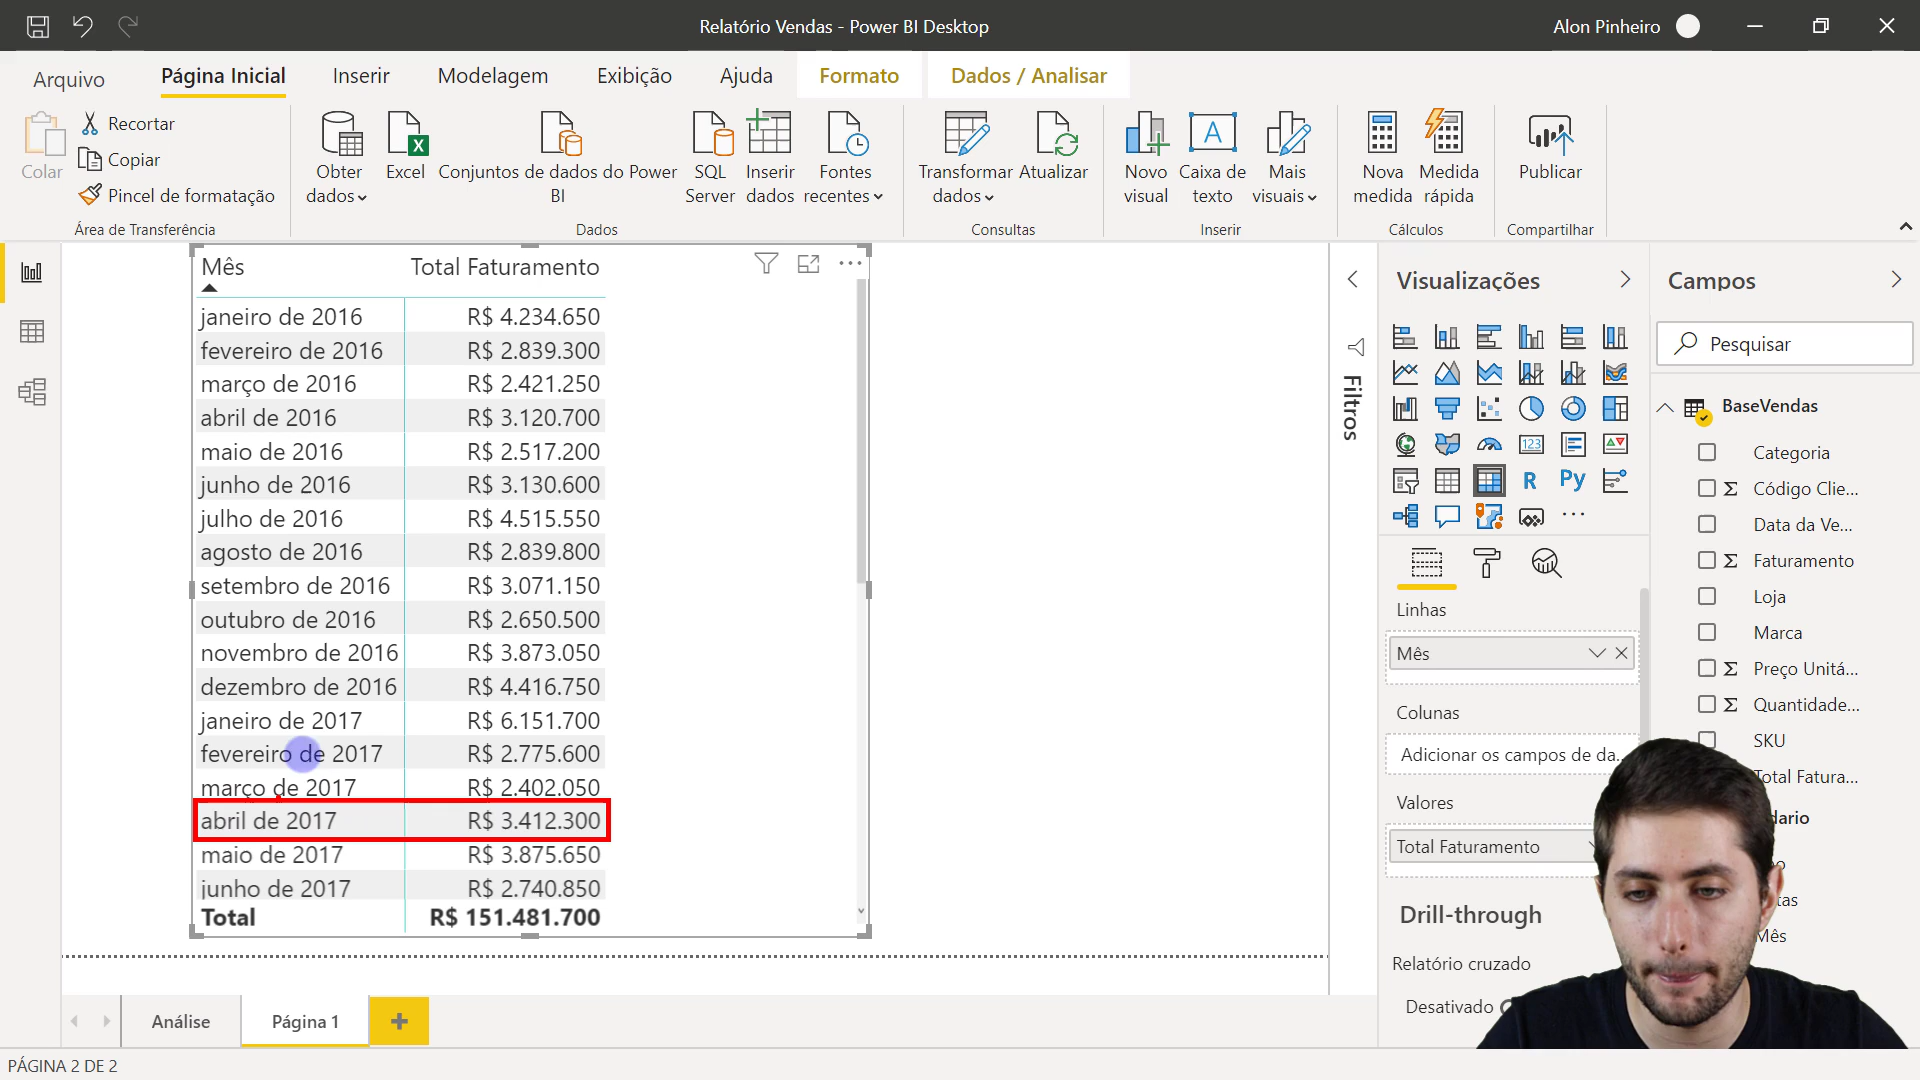 Relatório Vendas - Power BI Desktop
Alon Pinheiro
Arquivo
Página Inicial
Inserir
Modelagem
Exibição
Ajuda
Formato
Dados / Analisar
Colar
Recortar
Copiar
Pincel de formatação
Área de Transferência
Obter dados
Excel
Conjuntos de dados do Power BI
SQL Server
Inserir dados
Fontes recentes
Dados
Transformar dados
Atualizar
Consultas
Novo visual
Caixa de texto
Mais visuais
Inserir
Nova medida
Medida rápida
Cálculos
Publicar
Compartilhar
Mês Total Faturamento
janeiro de 2016 R$ 4.234.650
fevereiro de 2016 R$ 2.839.300
março de 2016 R$ 2.421.250
abril de 2016 R$ 3.120.700
maio de 2016 R$ 2.517.200
junho de 2016 R$ 3.130.600
julho de 2016 R$ 4.515.550
agosto de 2016 R$ 2.839.800
setembro de 2016 R$ 3.071.150
outubro de 2016 R$ 2.650.500
novembro de 2016 R$ 3.873.050
dezembro de 2016 R$ 4.416.750
janeiro de 2017 R$ 6.151.700
fevereiro de 2017 R$ 2.775.600
março de 2017 R$ 2.402.050
abril de 2017 R$ 3.412.300
maio de 2017 R$ 3.875.650
junho de 2017 R$ 2.740.850
Total R$ 151.481.700
Filtros
Visualizações
123
R
Py
Linhas
Mês
Colunas
Adicionar os campos de da...
Valores
Total Faturamento
Drill-through
Relatório cruzado
Desativado
Campos
Pesquisar
BaseVendas
Categoria
Código Clie...
Data da Ve...
Faturamento
Loja
Marca
Preço Unitá...
Quantidade...
SKU
Total Fatura...
Mês
Análise
Página 1
PÁGINA 2 DE 2